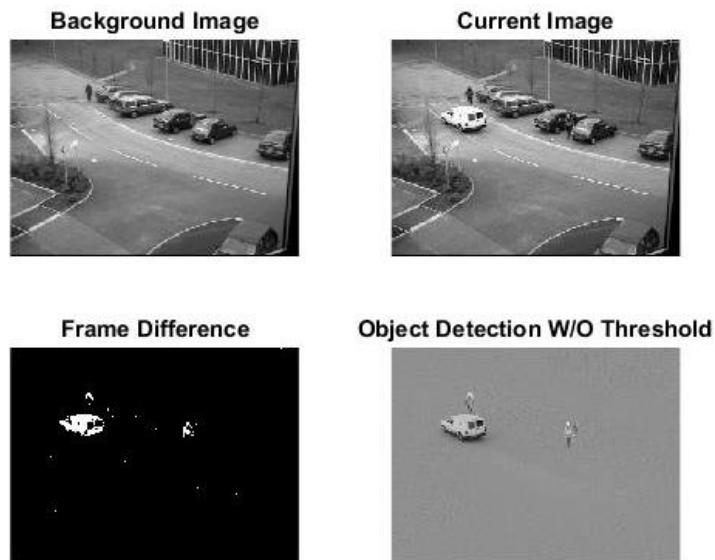 Background Image
Current Image
Frame Difference
Object Detection W/O Threshold